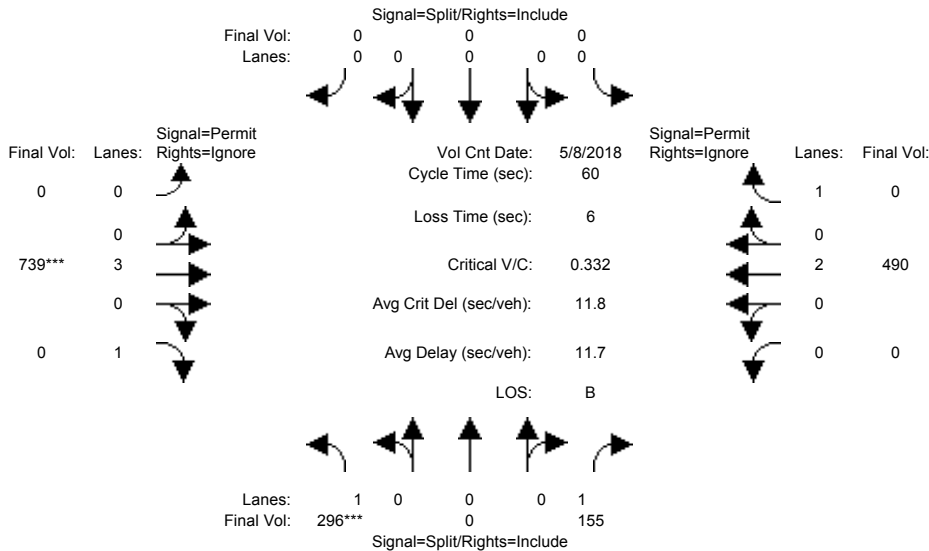 Signal=Split/Rights=Include
Final Vol: 0 0 0
Lanes: 0 0 0 0 0
Signal=Permit Signal=Permit
Final Vol: Lanes: Rights=Ignore Vol Cnt Date: 5/8/2018 Rights=Ignore Lanes: Final Vol:
Cycle Time (sec): 60
0 0 1 0
Loss Time (sec): 6
0 0
739*** 3 Critical V/C: 0.332 2 490
0 Avg Crit Del (sec/veh): 11.8 0
0 1 Avg Delay (sec/veh): 11.7 0 0
LOS: B
Lanes: 1 0 0 0 1
Final Vol: 296*** 0 155
Signal=Split/Rights=Include